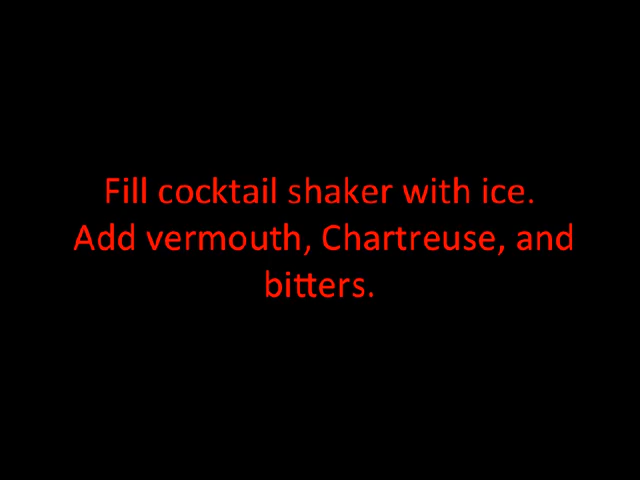 Fill cocktail shaker with ice.
Add vermouth, Chartreuse, and
bitters.